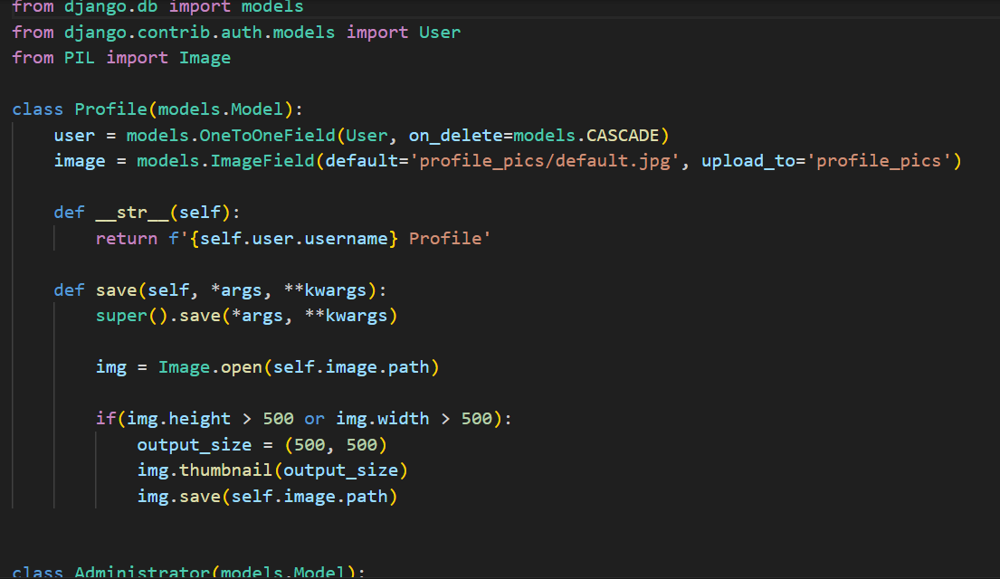 from django.db import models
from django.contrib.auth.models import User
from PIL import Image
class Profile(models.Model):
user = models.OneToOneField(User, on_delete=models.CASCADE)
image = models.ImageField(default='profile_pics/default.jpg', upload_to='profile_pics')
def __str__(self):
return f'{self.user.username} Profile'
def save(self, *args, **kwargs):
super().save(*args, **kwargs)
img = Image.open(self.image.path)
if(img.height > 500 or img.width > 500):
output_size = (500, 500)
img.thumbnail(output_size)
img.save(self.image.path)
class Administrator(models.Model):